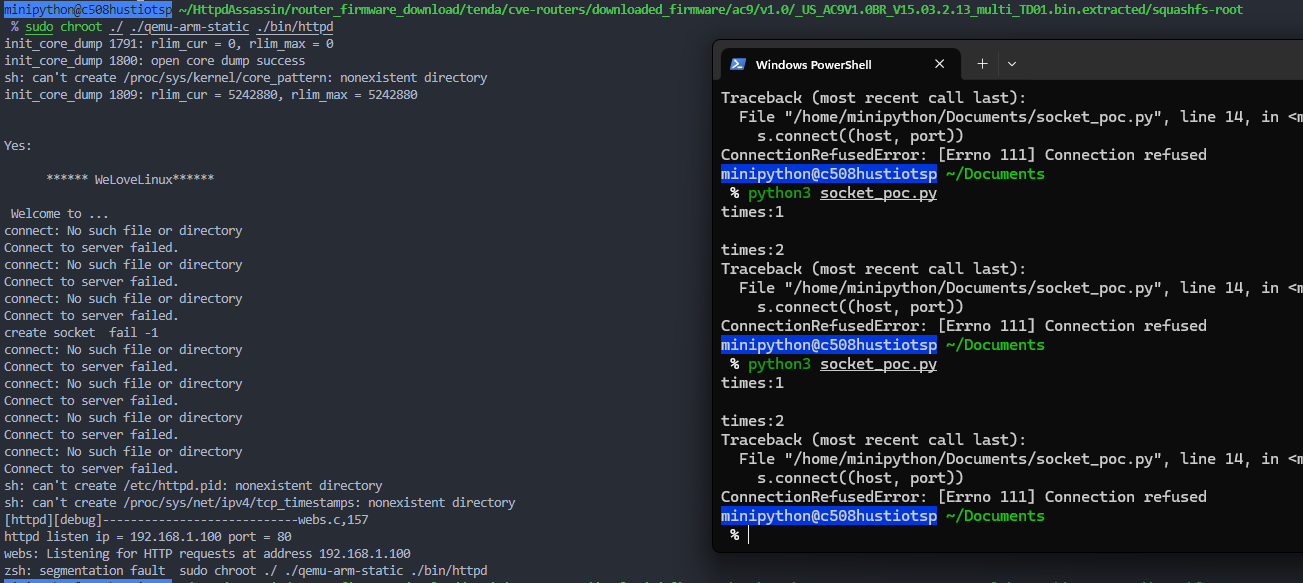 minipython@c508hustiotsp ~/HttpdAssassin/router_firmware_download/tenda/cve-routers/downloaded_firmware/ac9/v1.0/_US_AC9V1.0BR_V15.03.2.13_multi_TD01.bin.extracted/squashfs-root
% sudo chroot ./ ./qemu-arm-static ./bin/httpd
init_core_dump 1791: rlim_cur = 0, rlim_max = 0
init_core_dump 1800: open core dump success
sh: can't create /proc/sys/kernel/core_pattern: nonexistent directory
init_core_dump 1809: rlim_cur = 5242880, rlim_max = 5242880
Yes:
****** WeLoveLinux******
Welcome to ...
connect: No such file or directory
Connect to server failed.
connect: No such file or directory
Connect to server failed.
connect: No such file or directory
Connect to server failed.
create socket  fail -1
connect: No such file or directory
Connect to server failed.
connect: No such file or directory
Connect to server failed.
connect: No such file or directory
Connect to server failed.
connect: No such file or directory
Connect to server failed.
sh: can't create /etc/httpd.pid: nonexistent directory
sh: can't create /proc/sys/net/ipv4/tcp_timestamps: nonexistent directory
[httpd][debug]----------------------------webs.c,157
httpd listen ip = 192.168.1.100 port = 80
webs: Listening for HTTP requests at address 192.168.1.100
zsh: segmentation fault  sudo chroot ./ ./qemu-arm-static ./bin/httpd
Windows PowerShell
Traceback (most recent call last):
File "/home/minipython/Documents/socket_poc.py", line 14, in <m
s.connect((host, port))
ConnectionRefusedError: [Errno 111] Connection refused
minipython@c508hustiotsp ~/Documents
% python3 socket_poc.py
times:1
times:2
Traceback (most recent call last):
File "/home/minipython/Documents/socket_poc.py", line 14, in <m
s.connect((host, port))
ConnectionRefusedError: [Errno 111] Connection refused
minipython@c508hustiotsp ~/Documents
% python3 socket_poc.py
times:1
times:2
Traceback (most recent call last):
File "/home/minipython/Documents/socket_poc.py", line 14, in <m
s.connect((host, port))
ConnectionRefusedError: [Errno 111] Connection refused
minipython@c508hustiotsp ~/Documents
%